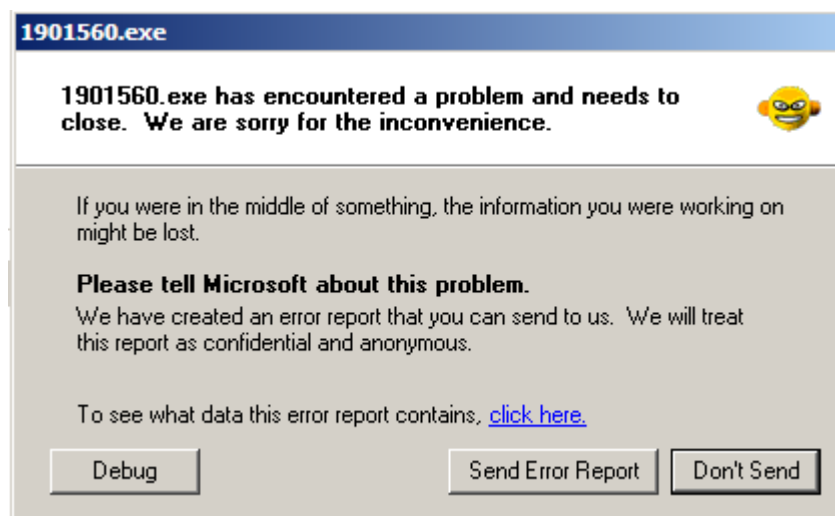 1901560.exe
1901560.exe has encountered a problem and needs to
close.  We are sorry for the inconvenience.
If you were in the middle of something, the information you were working on
might be lost.
Please tell Microsoft about this problem.
We have created an error report that you can send to us.  We will treat
this report as confidential and anonymous.
To see what data this error report contains, click here.
Debug
Send Error Report
Don't Send